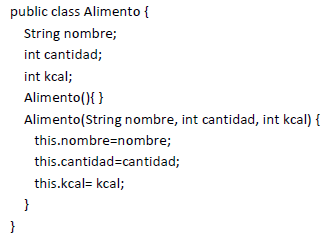 public class Alimento {
String nombre;
int cantidad;
int kcal;
Alimento(){ }
Alimento(String nombre, int cantidad, int kcal) {
this.nombre=nombre;
this.cantidad=cantidad;
this.kcal= kcal;
}
}